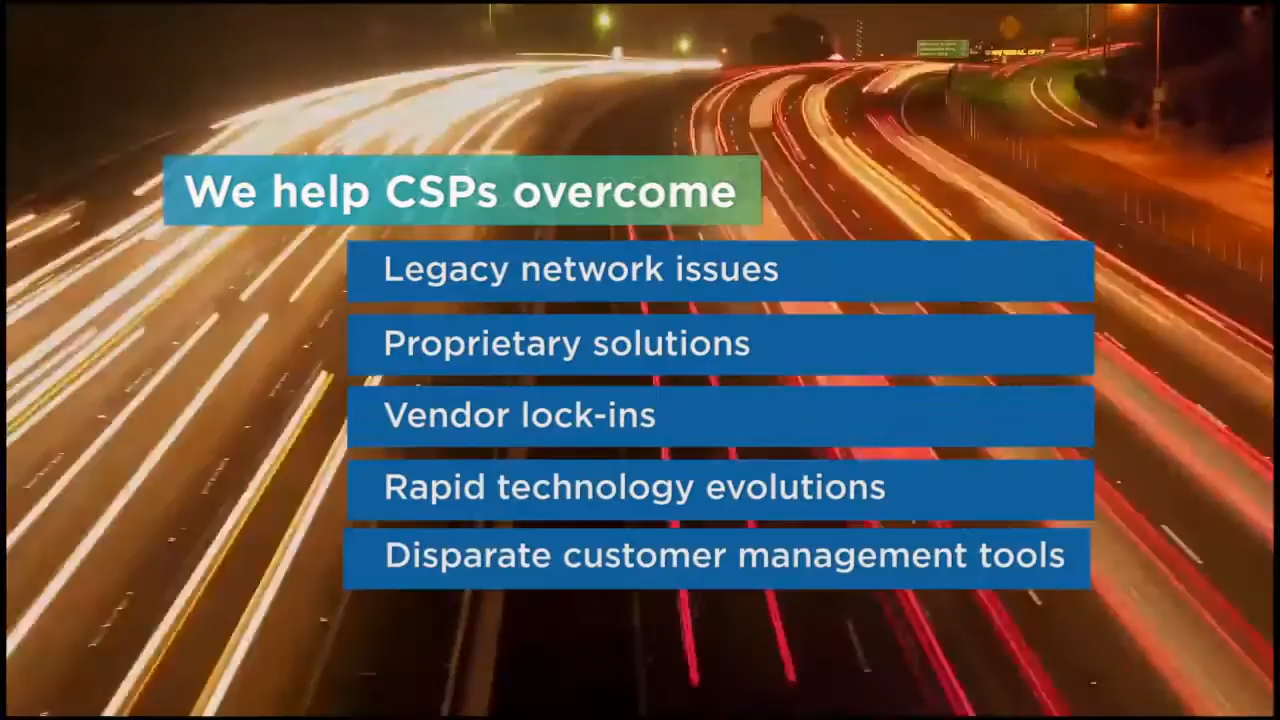 We help CSPs overcome
Legacy network issues
Proprietary solutions
Vendor lock-ins
Rapid technology evolutions
Disparate customer management tools